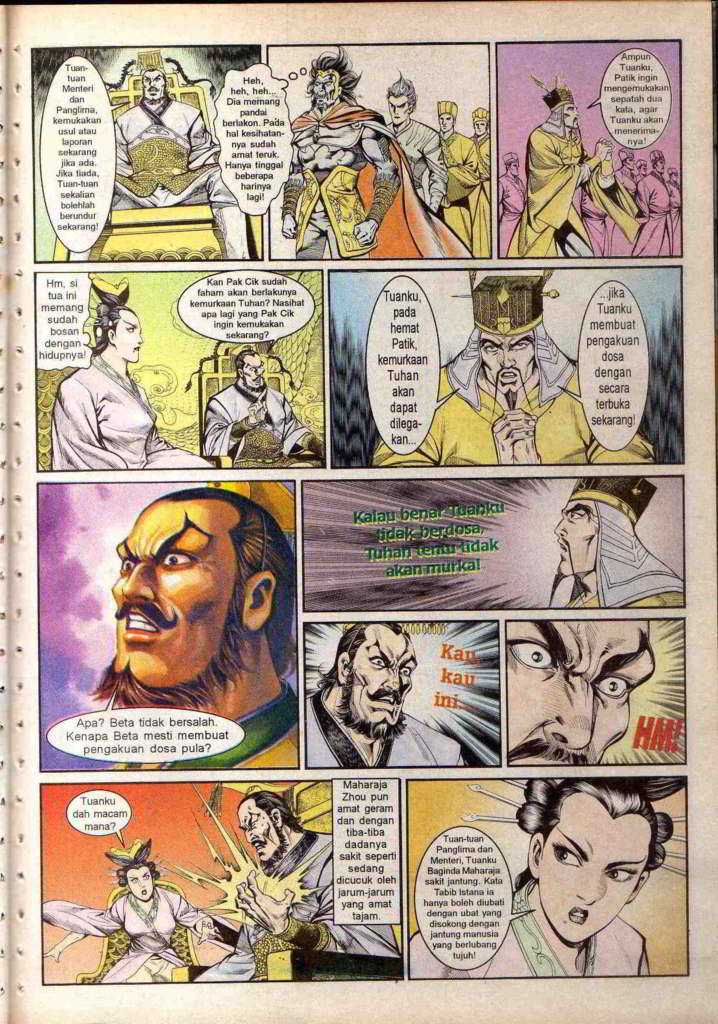 Tuan-
tuan
Menteri
dan
Panglima,
kemukakan
usul atau
laporan
sekarang
jika ada.
Jika tiada,
Tuan-tuan
sekalian
bolehlah
berundur
sekarang!
Heh,
heh, heh...
Dia memang
pandai
berlakon. Pada
hal kesihatan-
nya sudah
amat teruk.
Hanya tinggal
beberapa
harinya
lagi!
Ampun
Tuanku,
Patik ingin
mengemukakan
sepatah dua
kata, agar
Tuanku akan
menerima-
nya!
Hm, si
tua ini
memang
sudah
bosan
dengan
hidupnya!
Kan Pak Cik sudah
faham akan berlakunya
kemurkaan Tuhan? Nasihat
apa lagi yang Pak Cik
ingin kemukakan
sekarang?
Tuanku,
pada
hemat
Patik,
kemurkaan
Tuhan
akan
dapat
dilega-
kan...
...jika
Tuanku
membuat
pengakuan
dosa
dengan
secara
terbuka
sekarang!
Apa? Beta tidak bersalah.
Kenapa Beta mesti membuat
pengakuan dosa pula?
Kalau benar Tuanku
tidak berdosa,
Tuhan tentu tidak
akan murka!
Kau,
kau
ini...
HM!
Tuanku
dah macam
mana?
Maharaja
Zhou pun
amat geram
dan dengan
tiba-tiba
dadanya
sakit seperti
sedang
dicucuk oleh
jarum-jarum
yang amat
tajam.
Tuan-tuan
Panglima dan
Menteri, Tuanku
Baginda Maharaja
sakit jantung. Kata
Tabib Istana ia
hanya boleh diubati
dengan ubat yang
disokong dengan
jantung manusia
yang berlubang
tujuh!